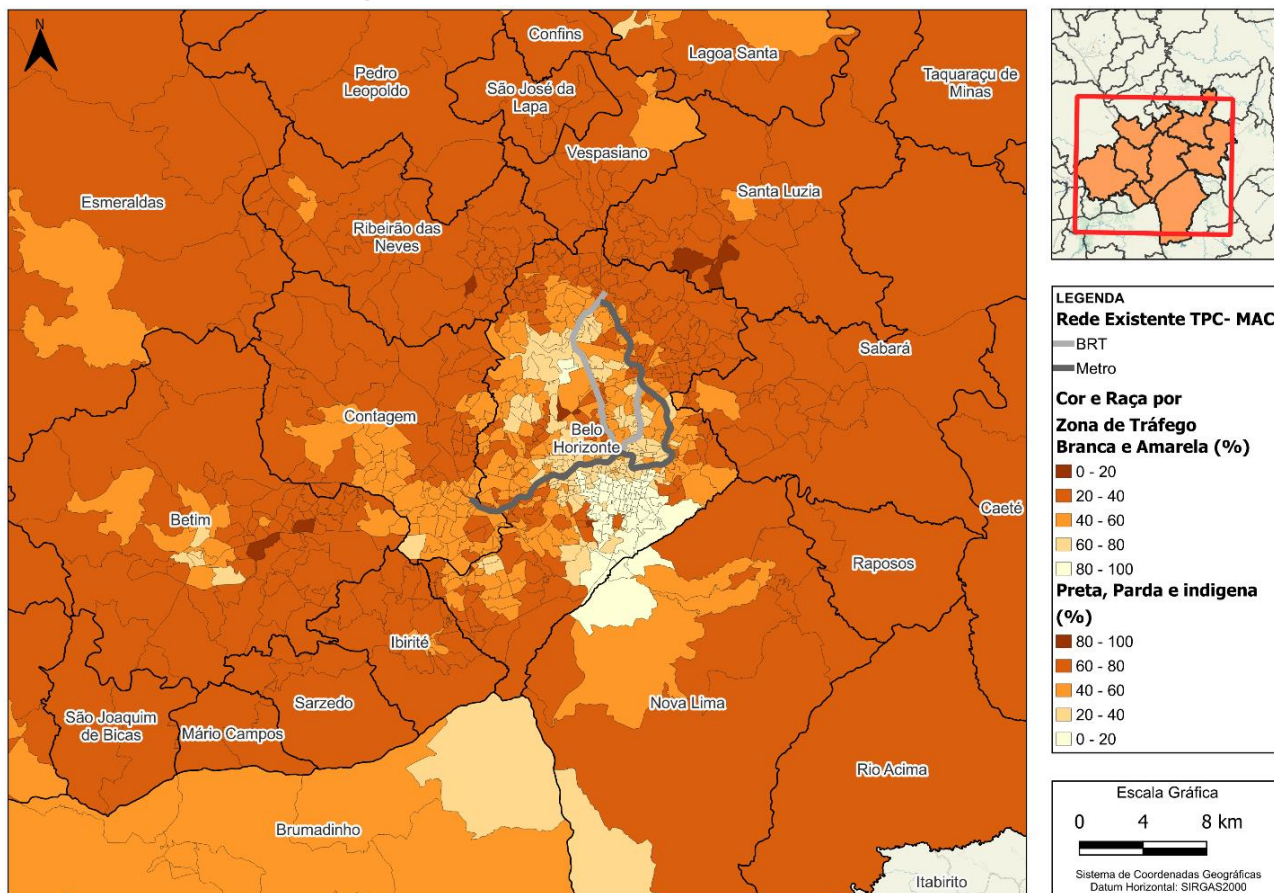 N
Confins
Lagoa Santa
Pedro
Leopoldo
São José da
Lapa
Taquaraçu de
Minas
Vespasiano
Esmeraldas
Santa Luzia
Ribeirão das
Neves
Sabará
Contagem
Belo
Horizonte
Caeté
Betim
Raposos
Ibirité
Sarzedo
Nova Lima
São Joaquim
de Bicas
Mário Campos
Rio Acima
Brumadinho
Itabirito
LEGENDA
Rede Existente TPC- MAC
BRT
Metro
Cor e Raça por
Zona de Tráfego
Branca e Amarela (%)
0 - 20
20 - 40
40 - 60
60 - 80
80 - 100
Preta, Parda e indigena
(%)
80 - 100
60 - 80
40 - 60
20 - 40
0 - 20
Escala Gráfica
0 4 8 km
Sistema de Coordenadas Geográficas
Datum Horizontal: SIRGAS2000